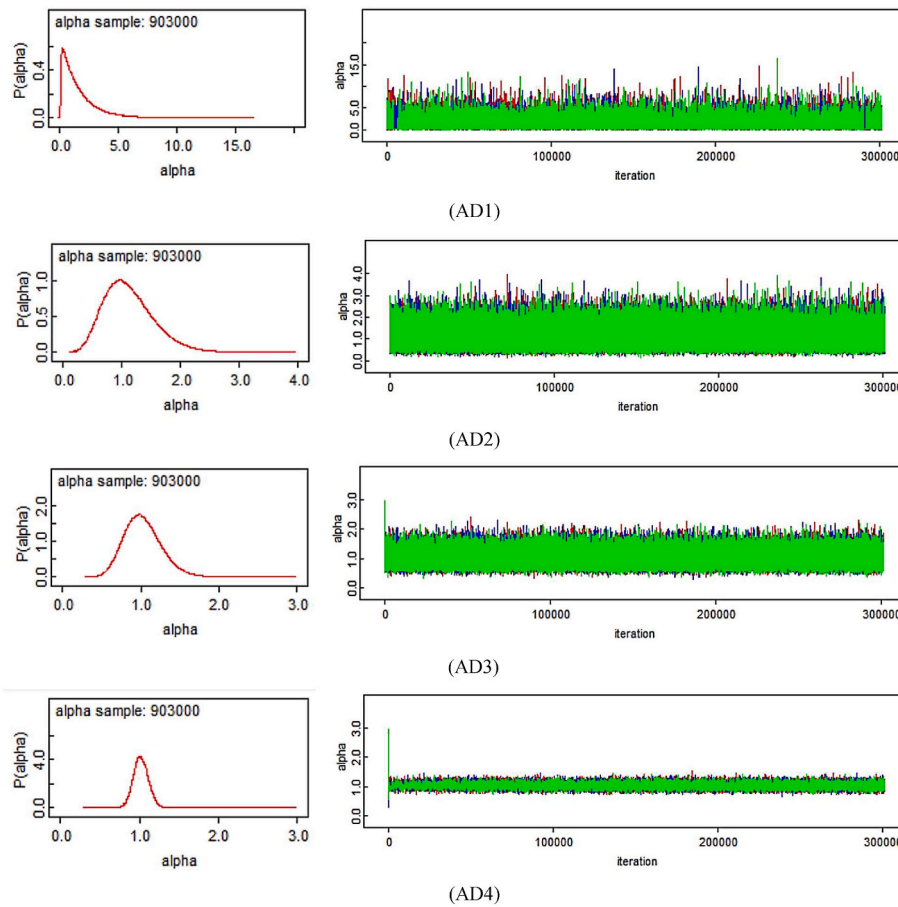 alpha sample: 903000
P(alpha)
0.0 0.4
0.0 5.0 10.0 15.0
alpha
alpha
0.0 5.0 15.0
0 100000 200000 300000
iteration
(AD1)
alpha sample: 903000
P(alpha)
0.0 0.5 1.0
0.0 1.0 2.0 3.0 4.0
alpha
alpha
0.0 1.0 2.0 3.0 4.0
0 100000 200000 300000
iteration
(AD2)
alpha sample: 903000
P(alpha)
0.0 1.0 2.0
0.0 1.0 2.0 3.0
alpha
alpha
0.0 1.0 2.0 3.0
0 100000 200000 300000
iteration
(AD3)
alpha sample: 903000
P(alpha)
0.0 2.0 4.0
0.0 1.0 2.0 3.0
alpha
alpha
0.0 1.0 2.0 3.0
0 100000 200000 300000
iteration
(AD4)